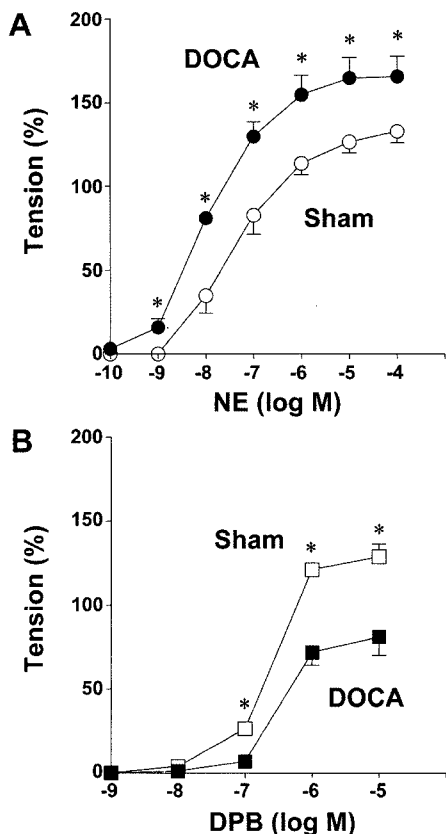 A
200
DOCA
* * * * * *
150
100
Sham
50
0
Tension (%)
-10 -9 -8 -7 -6 -5 -4
NE (log M)
B
200
150
Sham
* * *
100
50
DOCA
0
Tension (%)
-9 -8 -7 -6 -5
DPB (log M)